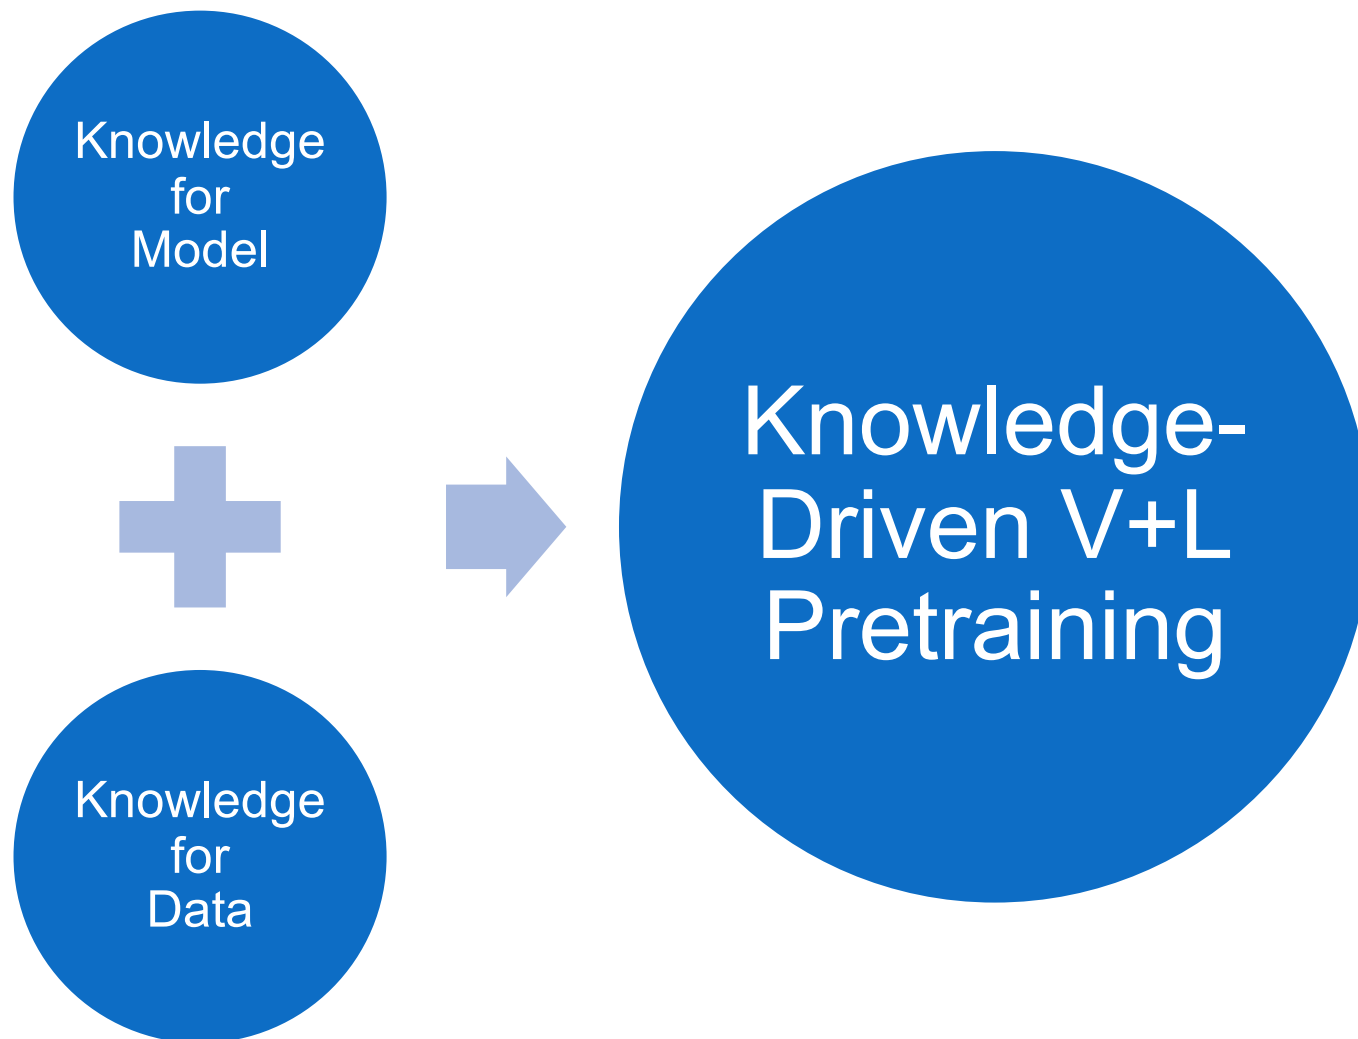 Knowledge
for
Model
Knowledge
for
Data
Knowledge-
Driven V+L
Pretraining